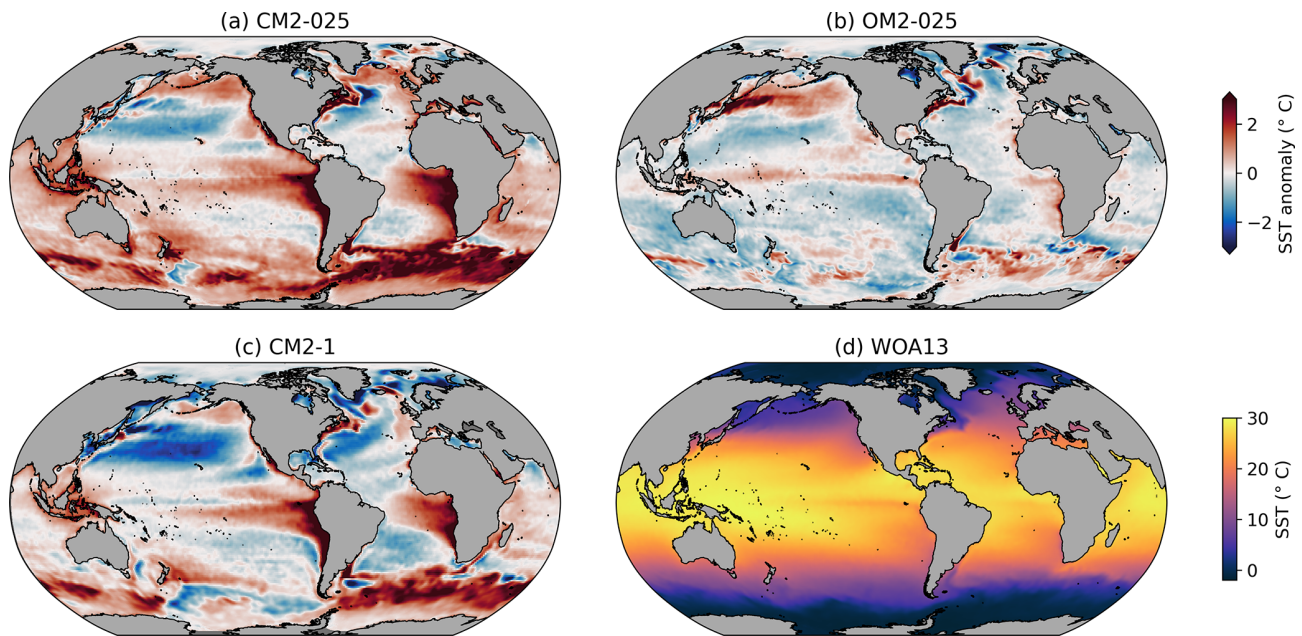 (a) CM2-025
(b) OM2-025
2
0
−2
SST anomaly (° C)
(c) CM2-1
(d) WOA13
30
20
10
0
SST (° C)